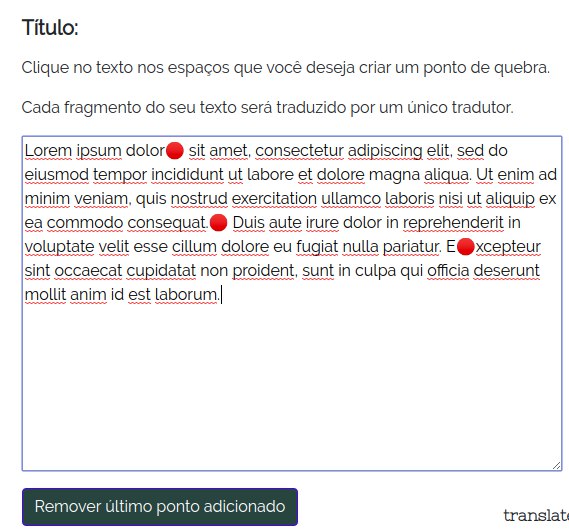 Título:
Clique no texto nos espaços que você deseja criar um ponto de quebra.
Cada fragmento do seu texto será traduzido por um único tradutor.
Lorem ipsum dolor🔴 sit amet, consectetur adipiscing elit, sed do
eiusmod tempor incididunt ut labore et dolore magna aliqua. Ut enim ad
minim veniam, quis nostrud exercitation ullamco laboris nisi ut aliquip ex
ea commodo consequat.🔴 Duis aute irure dolor in reprehenderit in
voluptate velit esse cillum dolore eu fugiat nulla pariatur. E🔴xcepteur
sint occaecat cupidatat non proident, sunt in culpa qui officia deserunt
mollit anim id est laborum.
Remover último ponto adicionado
translate